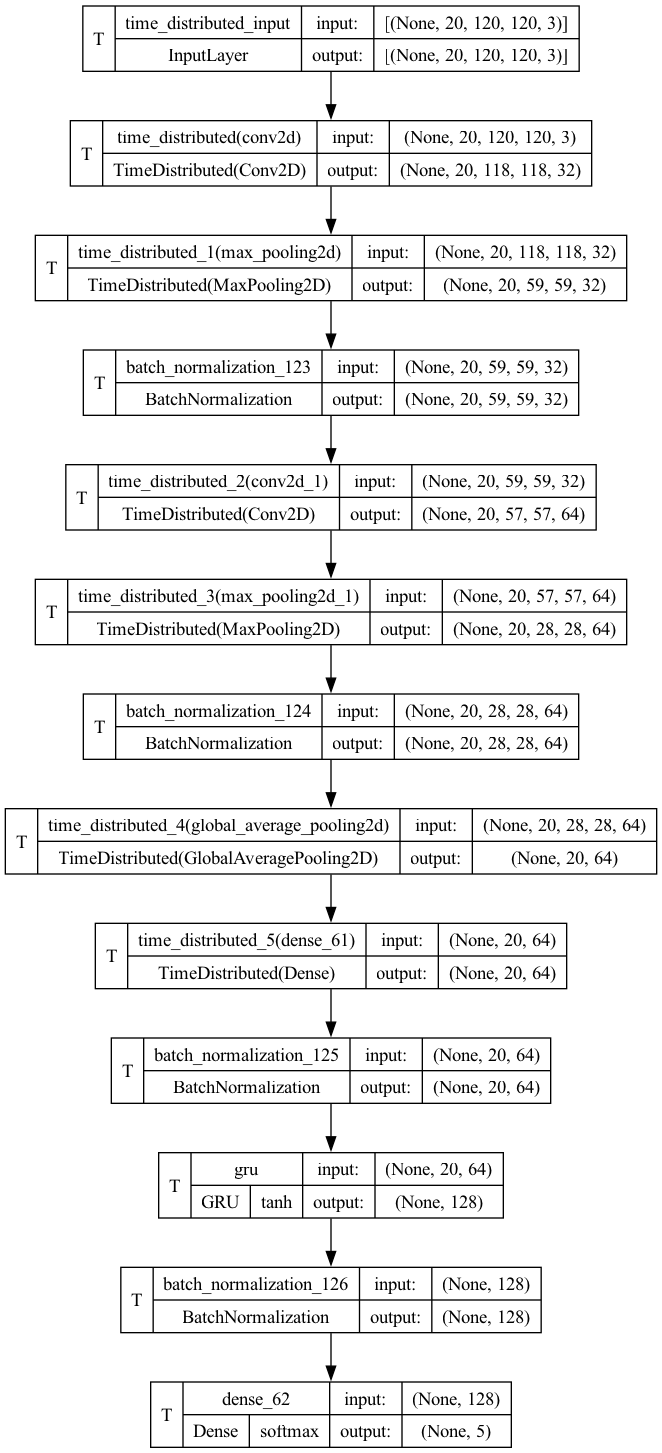 T time_distributed_input input: [(None, 20, 120, 120, 3)]
InputLayer output: [(None, 20, 120, 120, 3)]
T time_distributed(conv2d) input: (None, 20, 120, 120, 3)
TimeDistributed(Conv2D) output: (None, 20, 118, 118, 32)
T time_distributed_1(max_pooling2d) input: (None, 20, 118, 118, 32)
TimeDistributed(MaxPooling2D) output: (None, 20, 59, 59, 32)
T batch_normalization_123 input: (None, 20, 59, 59, 32)
BatchNormalization output: (None, 20, 59, 59, 32)
T time_distributed_2(conv2d_1) input: (None, 20, 59, 59, 32)
TimeDistributed(Conv2D) output: (None, 20, 57, 57, 64)
T time_distributed_3(max_pooling2d_1) input: (None, 20, 57, 57, 64)
TimeDistributed(MaxPooling2D) output: (None, 20, 28, 28, 64)
T batch_normalization_124 input: (None, 20, 28, 28, 64)
BatchNormalization output: (None, 20, 28, 28, 64)
T time_distributed_4(global_average_pooling2d) input: (None, 20, 28, 28, 64)
TimeDistributed(GlobalAveragePooling2D) output: (None, 20, 64)
T time_distributed_5(dense_61) input: (None, 20, 64)
TimeDistributed(Dense) output: (None, 20, 64)
T batch_normalization_125 input: (None, 20, 64)
BatchNormalization output: (None, 20, 64)
T gru input: (None, 20, 64)
GRU tanh output: (None, 128)
T batch_normalization_126 input: (None, 128)
BatchNormalization output: (None, 128)
T dense_62 input: (None, 128)
Dense softmax output: (None, 5)